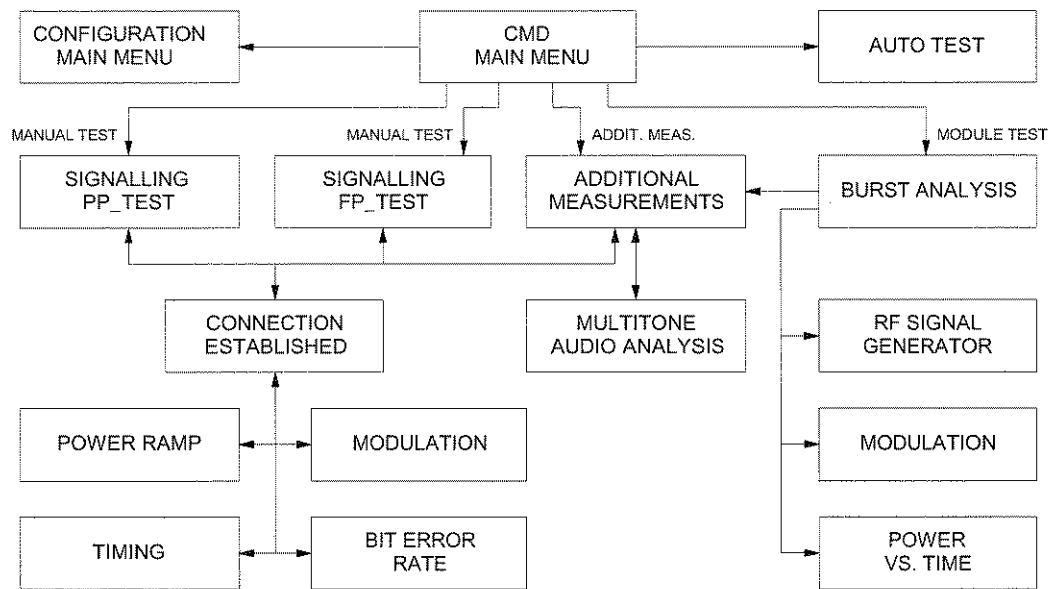 CONFIGURATION
MAIN MENU
CMD
MAIN MENU
AUTO TEST
MANUAL TEST
MANUAL TEST
ADDIT. MEAS.
MODULE TEST
SIGNALLING
PP_TEST
SIGNALLING
FP_TEST
ADDITIONAL
MEASUREMENTS
BURST ANALYSIS
CONNECTION
ESTABLISHED
MULTITONE
AUDIO ANALYSIS
RF SIGNAL
GENERATOR
POWER RAMP
MODULATION
MODULATION
TIMING
BIT ERROR
RATE
POWER
VS. TIME